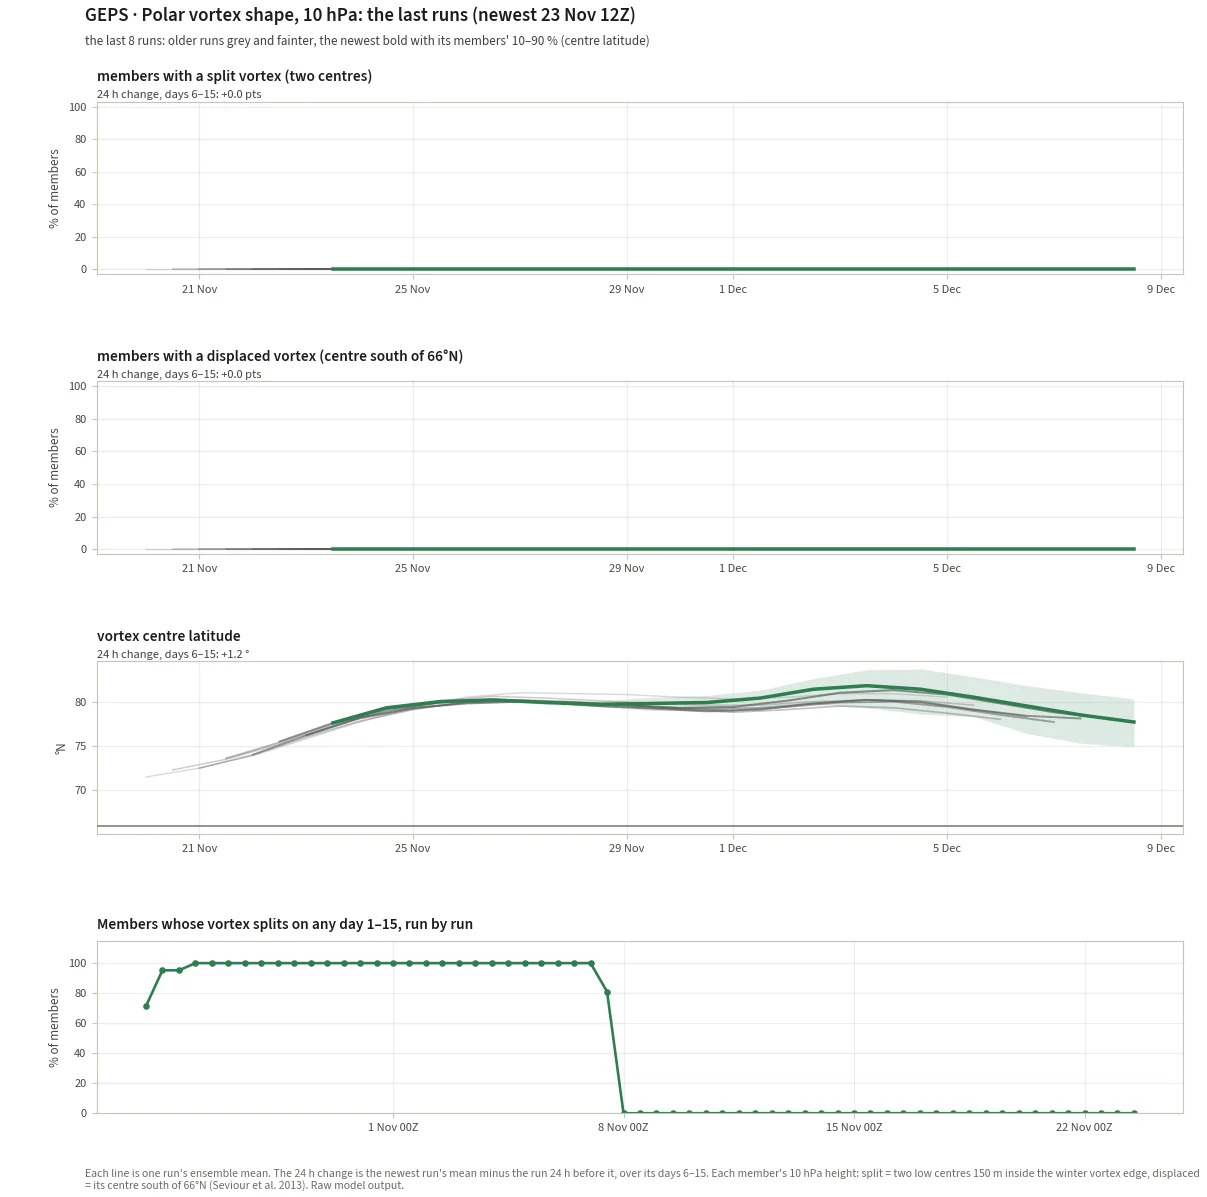 GEPS · Polar vortex shape, 10 hPa: the last runs (newest 23 Nov 12Z)
the last 8 runs: older runs grey and fainter, the newest bold with its members' 10–90 % (centre latitude)
members with a split vortex (two centres)
24 h change, days 6–15: +0.0 pts
100
80
60
40
20
0
% of members
21 Nov
25 Nov
29 Nov
1 Dec
5 Dec
9 Dec
members with a displaced vortex (centre south of 66°N)
24 h change, days 6–15: +0.0 pts
100
80
60
40
20
0
% of members
21 Nov
25 Nov
29 Nov
1 Dec
5 Dec
9 Dec
vortex centre latitude
24 h change, days 6–15: +1.2 °
80
75
70
°N
21 Nov
25 Nov
29 Nov
1 Dec
5 Dec
9 Dec
Members whose vortex splits on any day 1–15, run by run
100
80
60
40
20
0
% of members
1 Nov 00Z
8 Nov 00Z
15 Nov 00Z
22 Nov 00Z
Each line is one run's ensemble mean. The 24 h change is the newest run's mean minus the run 24 h before it, over its days 6–15. Each member's 10 hPa height: split = two low centres 150 m inside the winter vortex edge, displaced
= its centre south of 66°N (Seviour et al. 2013). Raw model output.